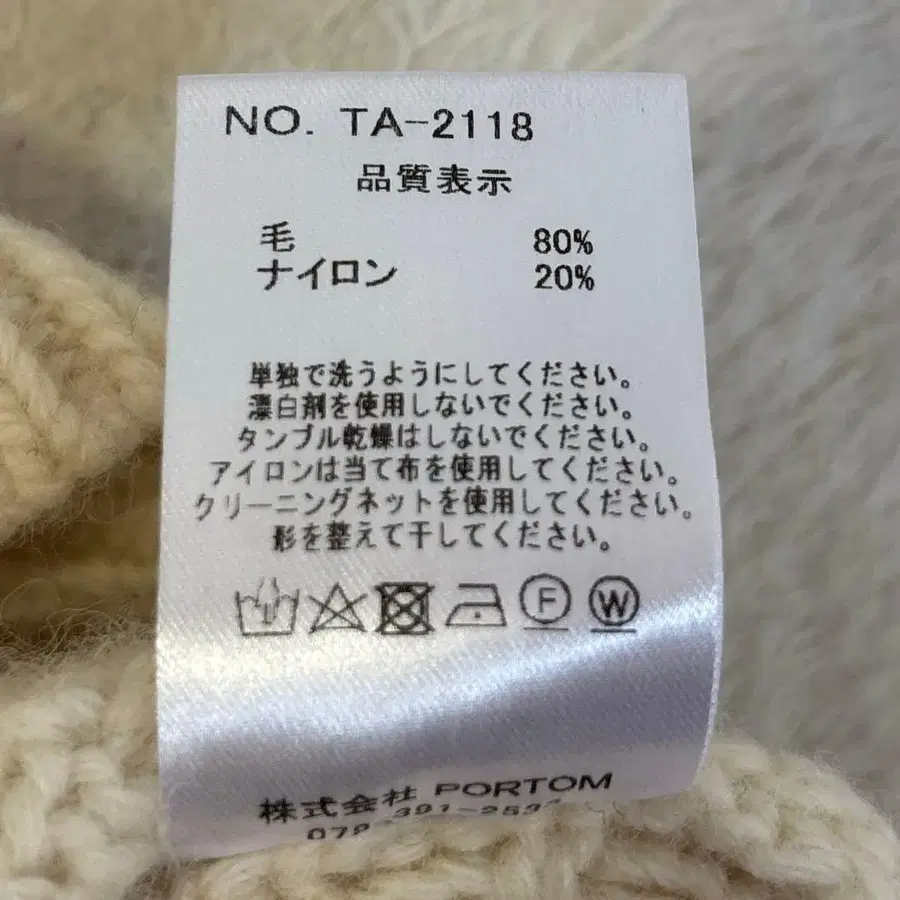 NO. TA-2118
品質表示
毛 80%
ナイロン 20%
単独で洗うようにしてください。
漂白剤を使用しないでください。
タンブル乾燥はしないでください。
アイロンは当て布を使用してください。
クリーニングネットを使用してください。
形を整えて干してください。
F W
株式会社 PORTOM